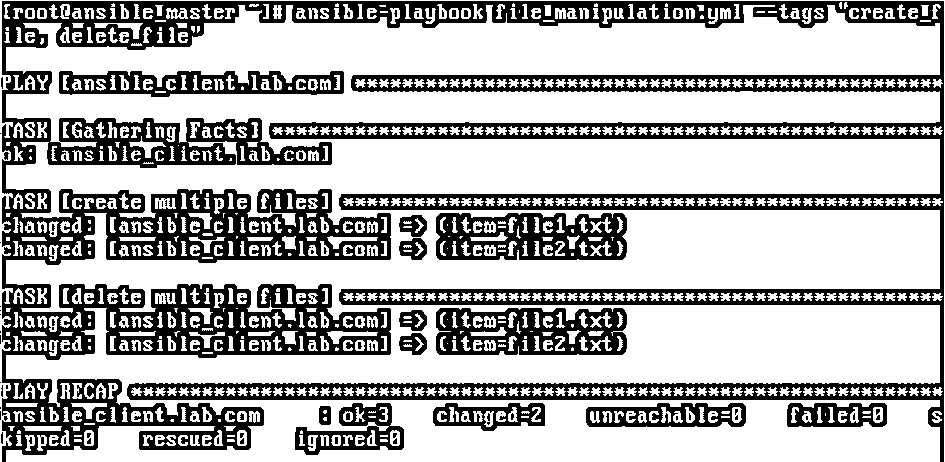 [root@ansible_master ~]# ansible-playbook file_manipulation.yml --tags "create_f
ile, delete_file"
PLAY [ansible_client.lab.com] **************************************************
TASK [Gathering Facts] *********************************************************
ok: [ansible_client.lab.com]
TASK [create multiple files] ***************************************************
changed: [ansible_client.lab.com] => (item=file1.txt)
changed: [ansible_client.lab.com] => (item=file2.txt)
TASK [delete multiple files] ***************************************************
changed: [ansible_client.lab.com] => (item=file1.txt)
changed: [ansible_client.lab.com] => (item=file2.txt)
PLAY RECAP *********************************************************************
ansible_client.lab.com     : ok=3    changed=2    unreachable=0    failed=0    s
kipped=0    rescued=0    ignored=0